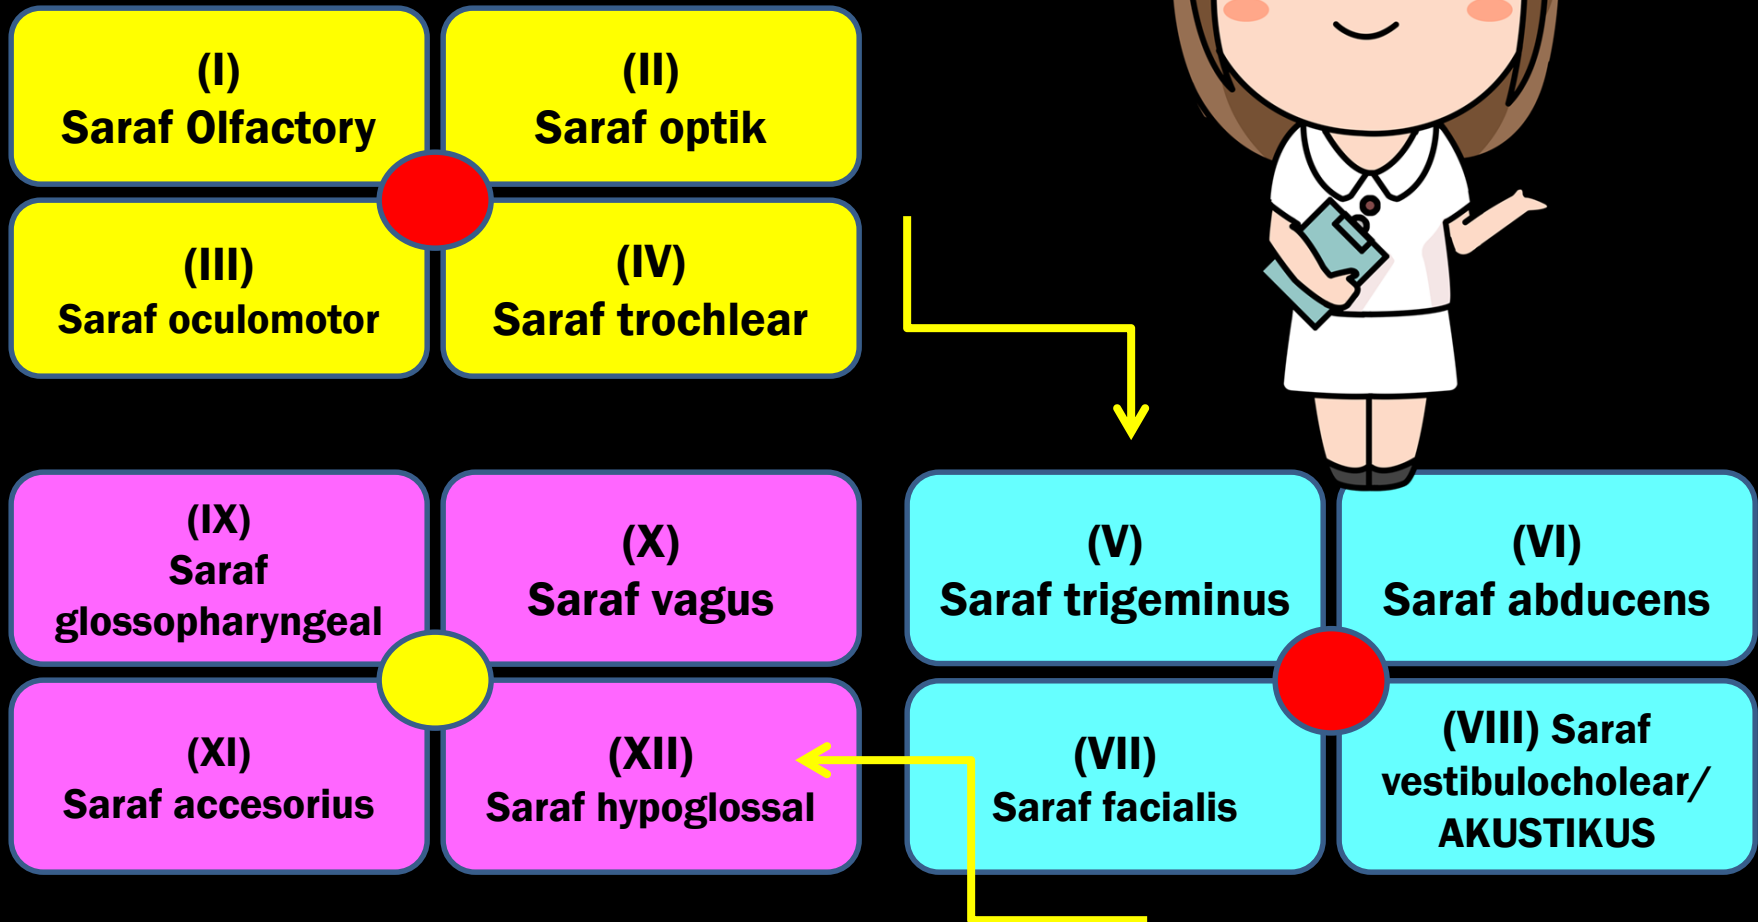 (I)
Saraf Olfactory
(II)
Saraf optik
(III)
Saraf oculomotor
(IV)
Saraf trochlear
(V)
Saraf trigeminus
(VI)
Saraf abducens
(VII)
Saraf facialis
(VIII) Saraf
vestibulocholear/
AKUSTIKUS
(IX)
Saraf
glossopharyngeal
(X)
Saraf vagus
(XI)
Saraf accesorius
(XII)
Saraf hypoglossal